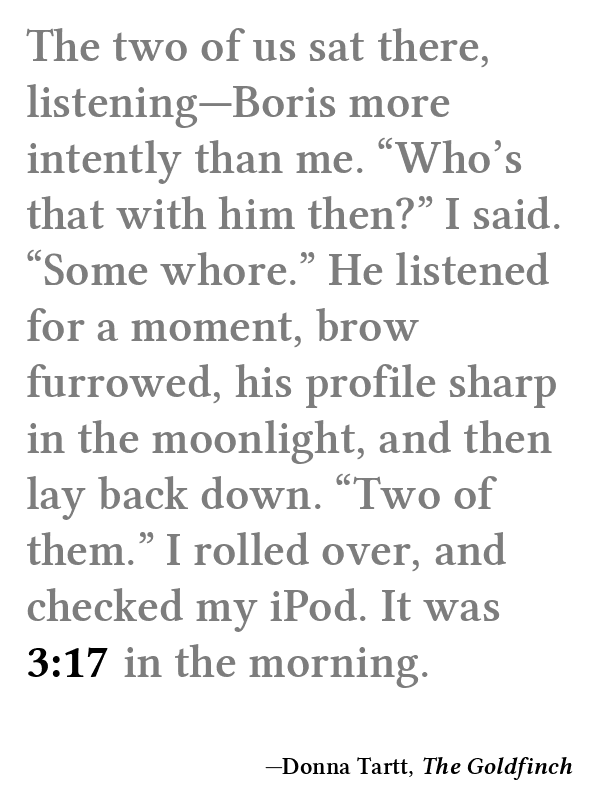 The two of us sat there,
listening—Boris more
intently than me. “Who’s
that with him then?” I said.
“Some whore.” He listened
for a moment, brow
furrowed, his profile sharp
in the moonlight, and then
lay back down. “Two of
them.” I rolled over, and
checked my iPod. It was
3:17 in the morning.
—Donna Tartt, The Goldfinch